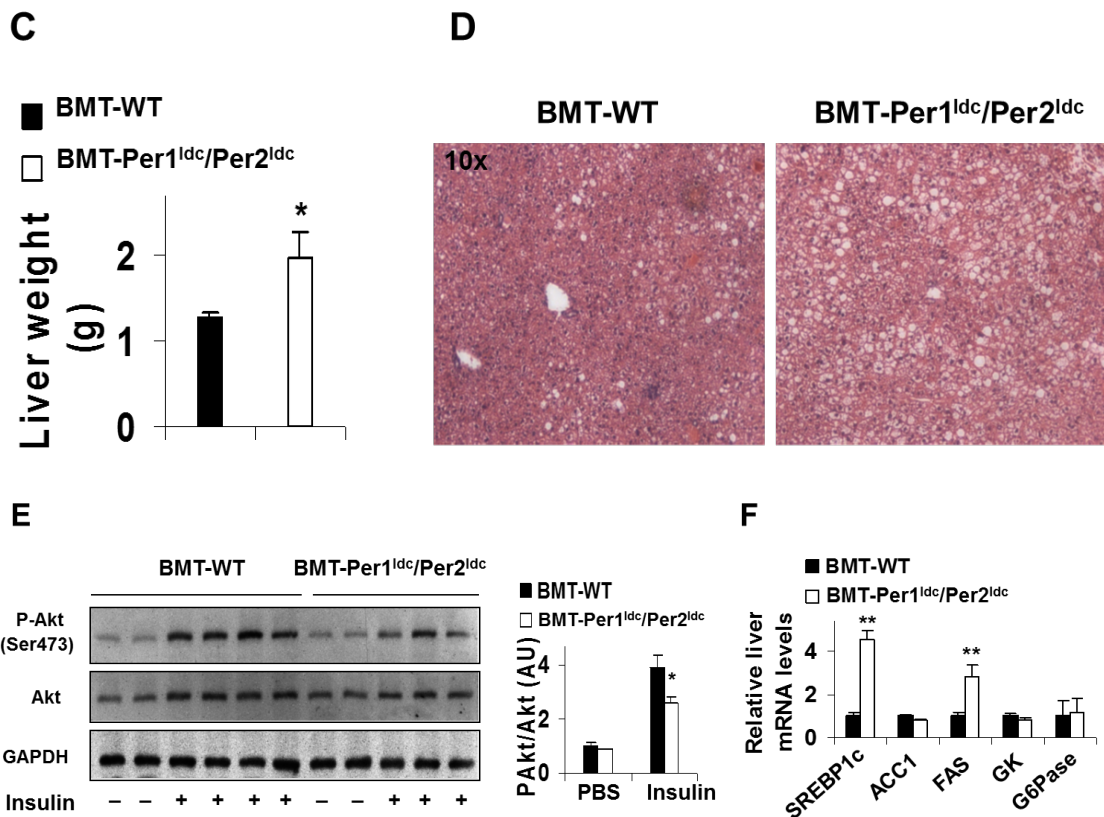 C
BMT-WT
BMT-Per1ldc/Per2ldc
Liver weight
(g)
2
1
0
*
D
BMT-WT
BMT-Per1ldc/Per2ldc
10x
E
BMT-WT
BMT-Per1ldc/Per2ldc
P-Akt
(Ser473)
Akt
GAPDH
Insulin – – + + + + – – + + +
BMT-WT
BMT-Per1ldc/Per2ldc
PAkt/Akt (AU)
4
2
0
*
PBS Insulin
F
BMT-WT
BMT-Per1ldc/Per2ldc
Relative liver
mRNA levels
6
4
2
0
**
**
SREBP1c
ACC1
FAS
GK
G6Pase